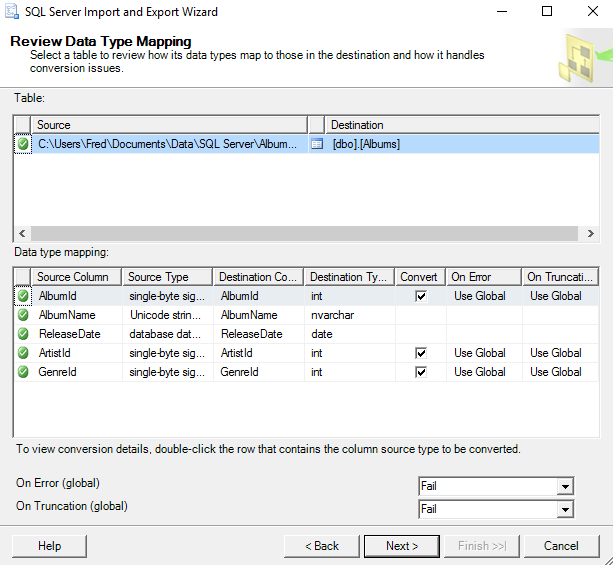 SQL Server Import and Export Wizard
Review Data Type Mapping
Select a table to review how its data types map to those in the destination and how it handles
conversion issues.
Table:
Source Destination
C:\Users\Fred\Documents\Data\SQL Server\Album... [dbo].[Albums]
Data type mapping:
Source Column Source Type Destination Co... Destination Ty... Convert On Error On Truncati...
AlbumId single-byte sig... AlbumId int Use Global Use Global
AlbumName Unicode strin... AlbumName nvarchar
ReleaseDate database dat... ReleaseDate date
ArtistId single-byte sig... ArtistId int Use Global Use Global
GenreId single-byte sig... GenreId int Use Global Use Global
To view conversion details, double-click the row that contains the column source type to be converted.
On Error (global) Fail
On Truncation (global) Fail
Help < Back Next > Finish >>| Cancel